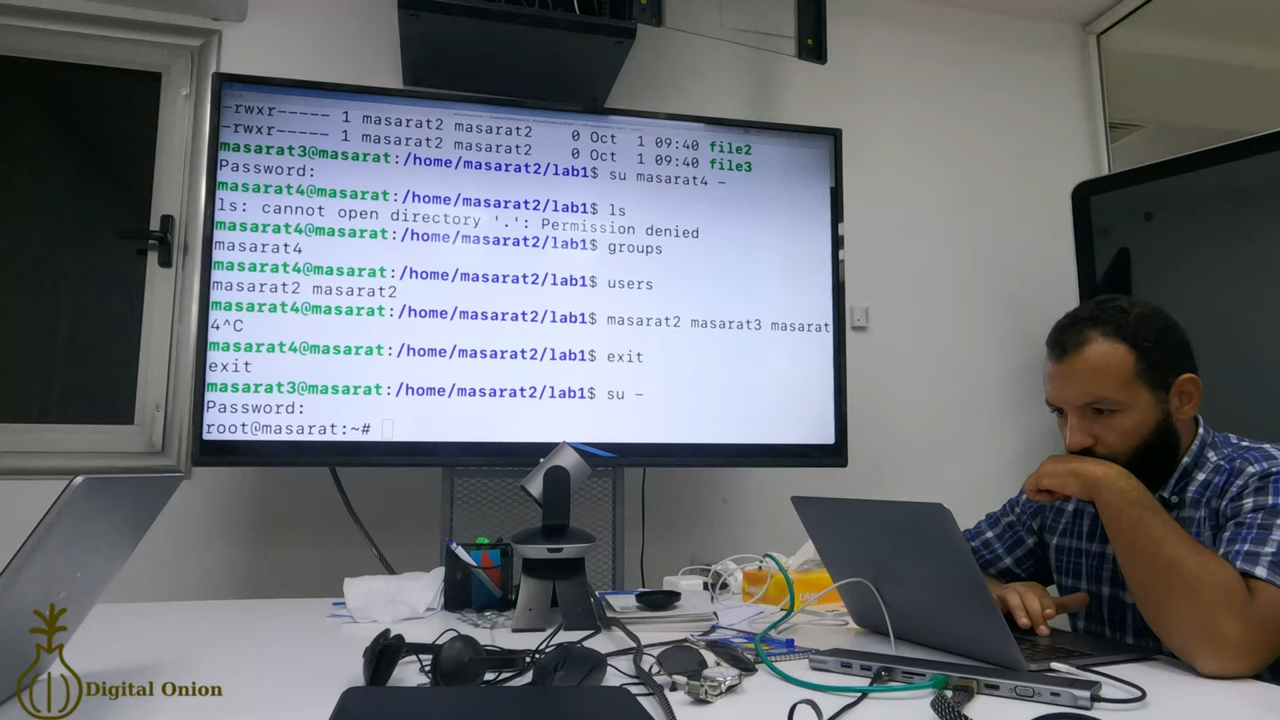 -rwxr----- 1 masarat2 masarat2    0 Oct  1 09:40 file2
-rwxr----- 1 masarat2 masarat2    0 Oct  1 09:40 file3
masarat3@masarat:/home/masarat2/lab1$ su masarat4 -
Password:
masarat4@masarat:/home/masarat2/lab1$ ls
ls: cannot open directory '.': Permission denied
masarat4@masarat:/home/masarat2/lab1$ groups
masarat4
masarat4@masarat:/home/masarat2/lab1$ users
masarat2 masarat2
masarat4@masarat:/home/masarat2/lab1$ masarat2 masarat3 masarat
4^C
masarat4@masarat:/home/masarat2/lab1$ exit
exit
masarat3@masarat:/home/masarat2/lab1$ su -
Password:
root@masarat:~#
Digital Onion